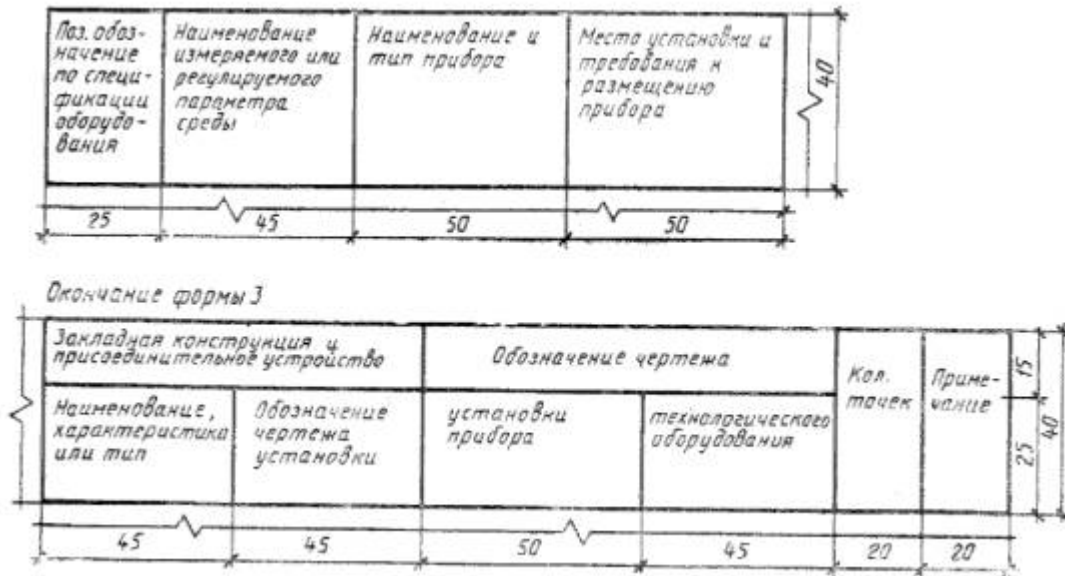 Поз. обоз-
начение
по специ-
фикации
оборудо-
вания
Наименование
измеряемого или
регулируемого
параметра
среды
Наименование и
тип прибора
Место установки и
требования к
размещению
прибора
40
25
45
50
50
Окончание формы 3
Закладная конструкция и
присоединительное устройство
Обозначение чертежа
Кол.
точек
Приме-
чание
15
Наименование,
характеристика
или тип
Обозначение
чертежа
установки
установки
прибора
технологического
оборудования
25
40
45
45
50
45
20
20